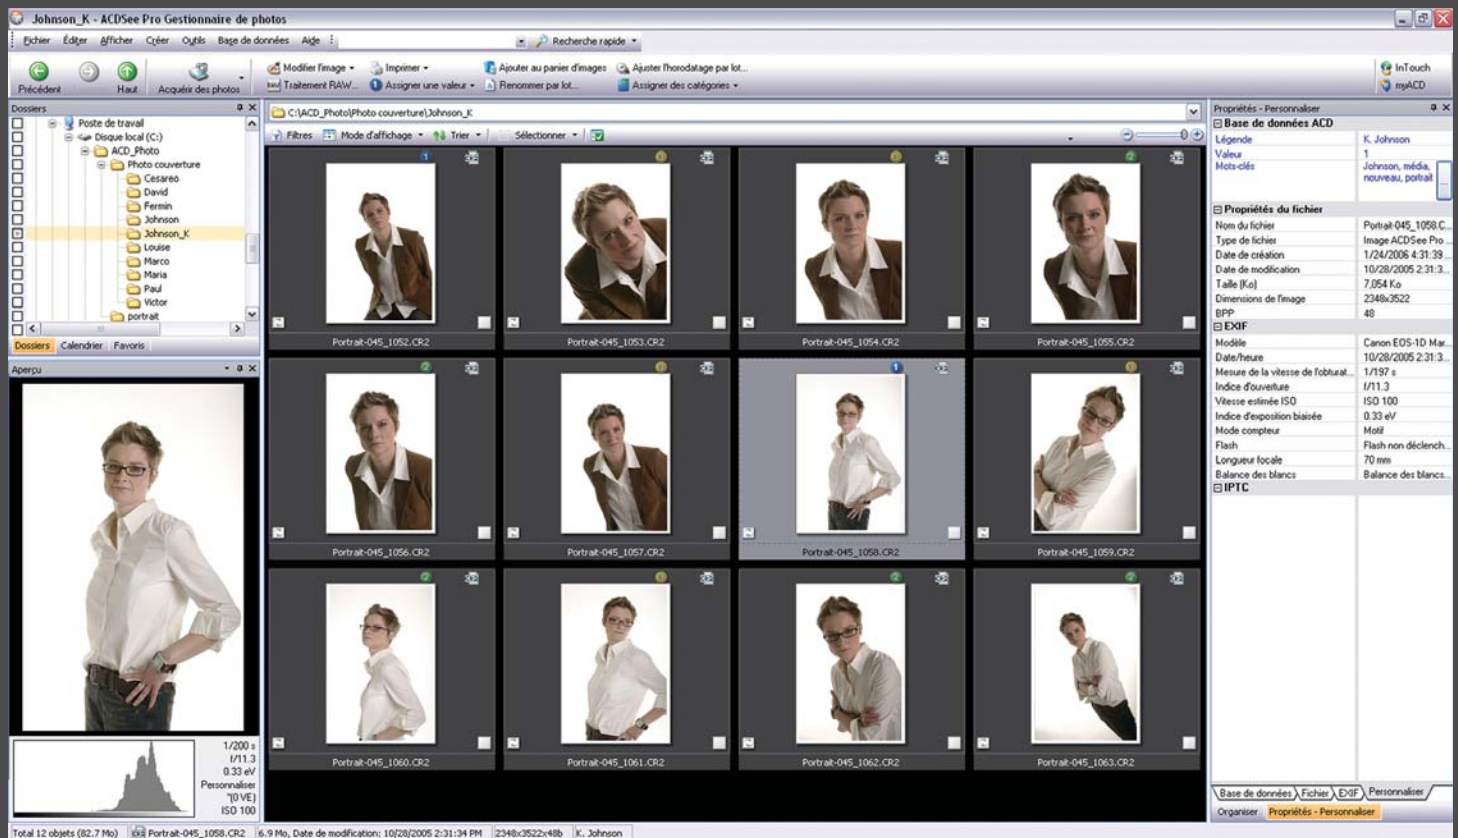 Johnson_K - ACDSee Pro Gestionnaire de photos
Fichier Éditer Afficher Créer Outils Base de données Aide Recherche rapide
Précédent Haut Acquérir des photos
Modifier l'image Imprimer Ajouter au panier d'images Ajuster l'horodatage par lot...
Traitement RAW... Assigner une valeur Renommer par lot... Assigner des catégories
InTouch
myACD
Dossiers
Poste de travail
Disque local (C:)
ACD_Photo
Photo couverture
Cesareo
David
Fermin
Johnson
Johnson_K
Louise
Marco
Maria
Paul
Victor
portrait
Dossiers Calendrier Favoris
Aperçu
1/200 s
f/11.3
0.33 eV
Personnaliser
*(0 VE)
ISO 100
C:\ACD_Photo\Photo couverture\Johnson_K
Filtres Mode d'affichage Trier Sélectionner
1 2
Portrait-045_1052.CR2 Portrait-045_1053.CR2 Portrait-045_1054.CR2 Portrait-045_1055.CR2
2 1 2
Portrait-045_1056.CR2 Portrait-045_1057.CR2 Portrait-045_1058.CR2 Portrait-045_1059.CR2
2 2 2
Portrait-045_1060.CR2 Portrait-045_1061.CR2 Portrait-045_1062.CR2 Portrait-045_1063.CR2
Propriétés - Personnaliser
Base de données ACD
Légende K. Johnson
Valeur 1
Mots-clés Johnson, média,
nouveau, portrait ...
Propriétés du fichier
Nom du fichier Portrait-045_1058.C...
Type de fichier Image ACDSee Pro ...
Date de création 1/24/2006 4:31:39 ...
Date de modification 10/28/2005 2:31:3...
Taille (Ko) 7,054 Ko
Dimensions de l'image 2348x3522
BPP 48
EXIF
Modèle Canon EOS-1D Mar...
Date/heure 10/28/2005 2:31:3...
Mesure de la vitesse de l'obturat... 1/197 s
Indice d'ouverture f/11.3
Vitesse estimée ISO ISO 100
Indice d'exposition biaisée 0.33 eV
Mode compteur Motif
Flash Flash non déclench...
Longueur focale 70 mm
Balance des blancs Balance des blancs...
IPTC
Base de données Fichier EXIF Personnaliser
Organiser Propriétés - Personnaliser
Total 12 objets (82.7 Mo) Portrait-045_1058.CR2 6.9 Mo, Date de modification: 10/28/2005 2:31:34 PM 2348x3522x48b K. Johnson